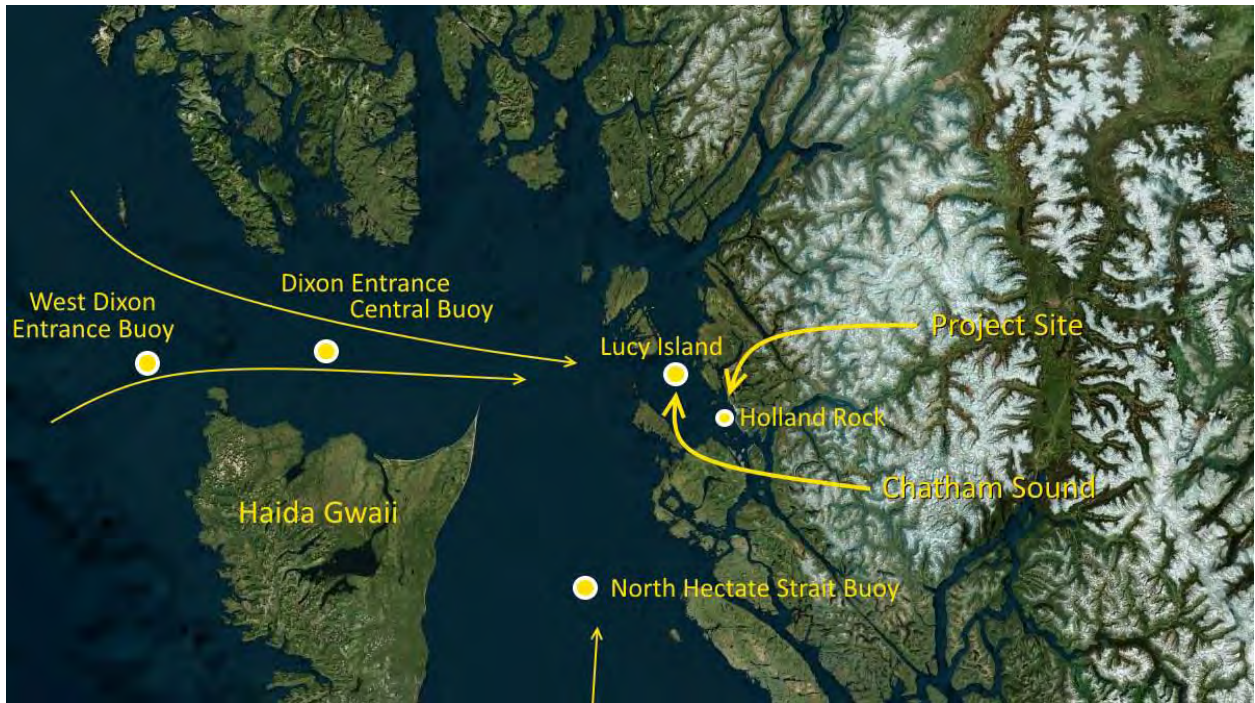 Dixon Entrance
Central Buoy
West Dixon
Entrance Buoy
Project Site
Lucy Island
Holland Rock
Chatham Sound
Haida Gwaii
North Hectate Strait Buoy